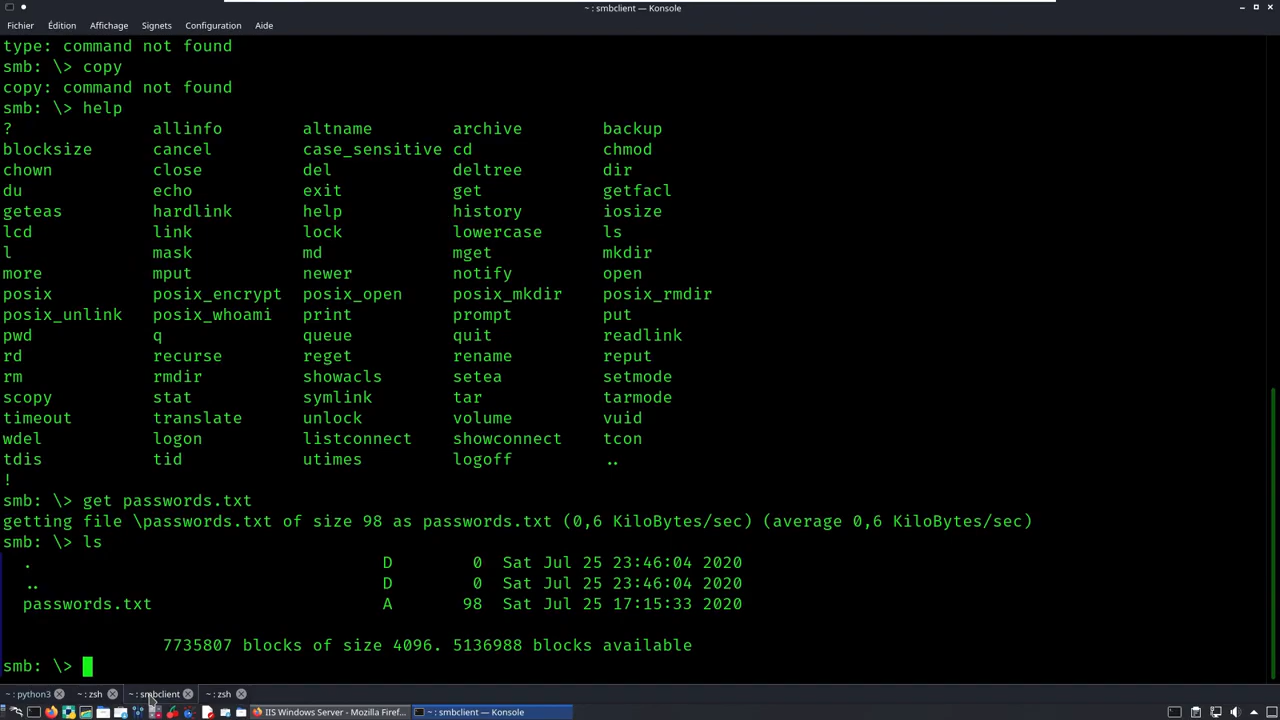 ~ : smbclient — Konsole
Fichier Édition Affichage Signets Configuration Aide
type: command not found
smb: \> copy
copy: command not found
smb: \> help
? allinfo altname archive backup
blocksize cancel case_sensitive cd chmod
chown close del deltree dir
du echo exit get getfacl
geteas hardlink help history iosize
lcd link lock lowercase ls
l mask md mget mkdir
more mput newer notify open
posix posix_encrypt posix_open posix_mkdir posix_rmdir
posix_unlink posix_whoami print prompt put
pwd q queue quit readlink
rd recurse reget rename reput
rm rmdir showacls setea setmode
scopy stat symlink tar tarmode
timeout translate unlock volume vuid
wdel logon listconnect showconnect tcon
tdis tid utimes logoff ..
!
smb: \> get passwords.txt
getting file \passwords.txt of size 98 as passwords.txt (0,6 KiloBytes/sec) (average 0,6 KiloBytes/sec)
smb: \> ls
. D 0 Sat Jul 25 23:46:04 2020
.. D 0 Sat Jul 25 23:46:04 2020
passwords.txt A 98 Sat Jul 25 17:15:33 2020
7735807 blocks of size 4096. 5136988 blocks available
smb: \>
~ : python3 ~ : zsh ~ : smbclient ~ : zsh
IIS Windows Server - Mozilla Firef... ~ : smbclient — Konsole